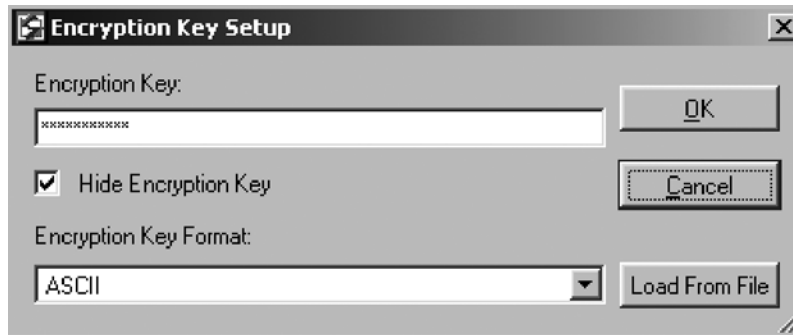 Encryption Key Setup
Encryption Key:
***********
OK
Hide Encryption Key
Cancel
Encryption Key Format:
ASCII
Load From File